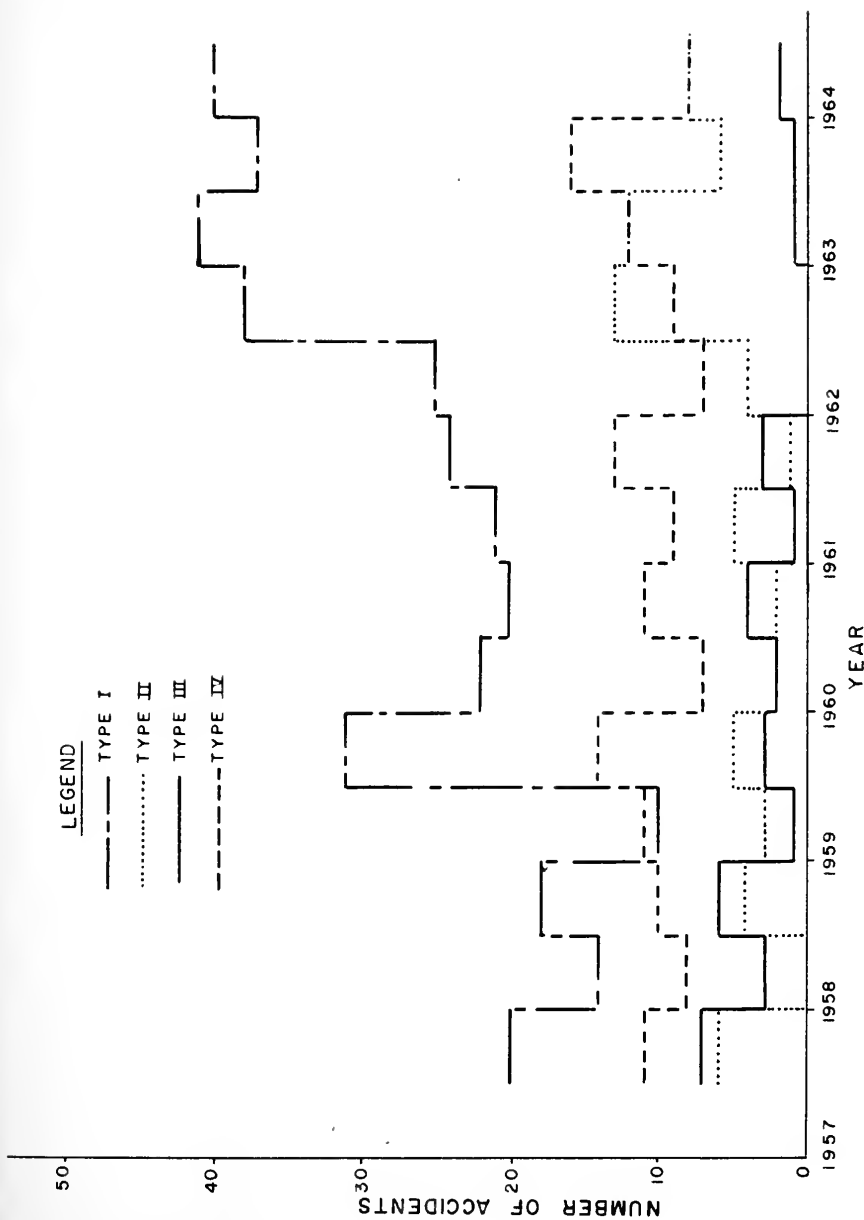 LEGEND
TYPE I
TYPE II
TYPE III
TYPE IV
NUMBER OF ACCIDENTS
50
40
30
20
10
0
1957
1958
1959
1960
1961
1962
1963
1964
YEAR